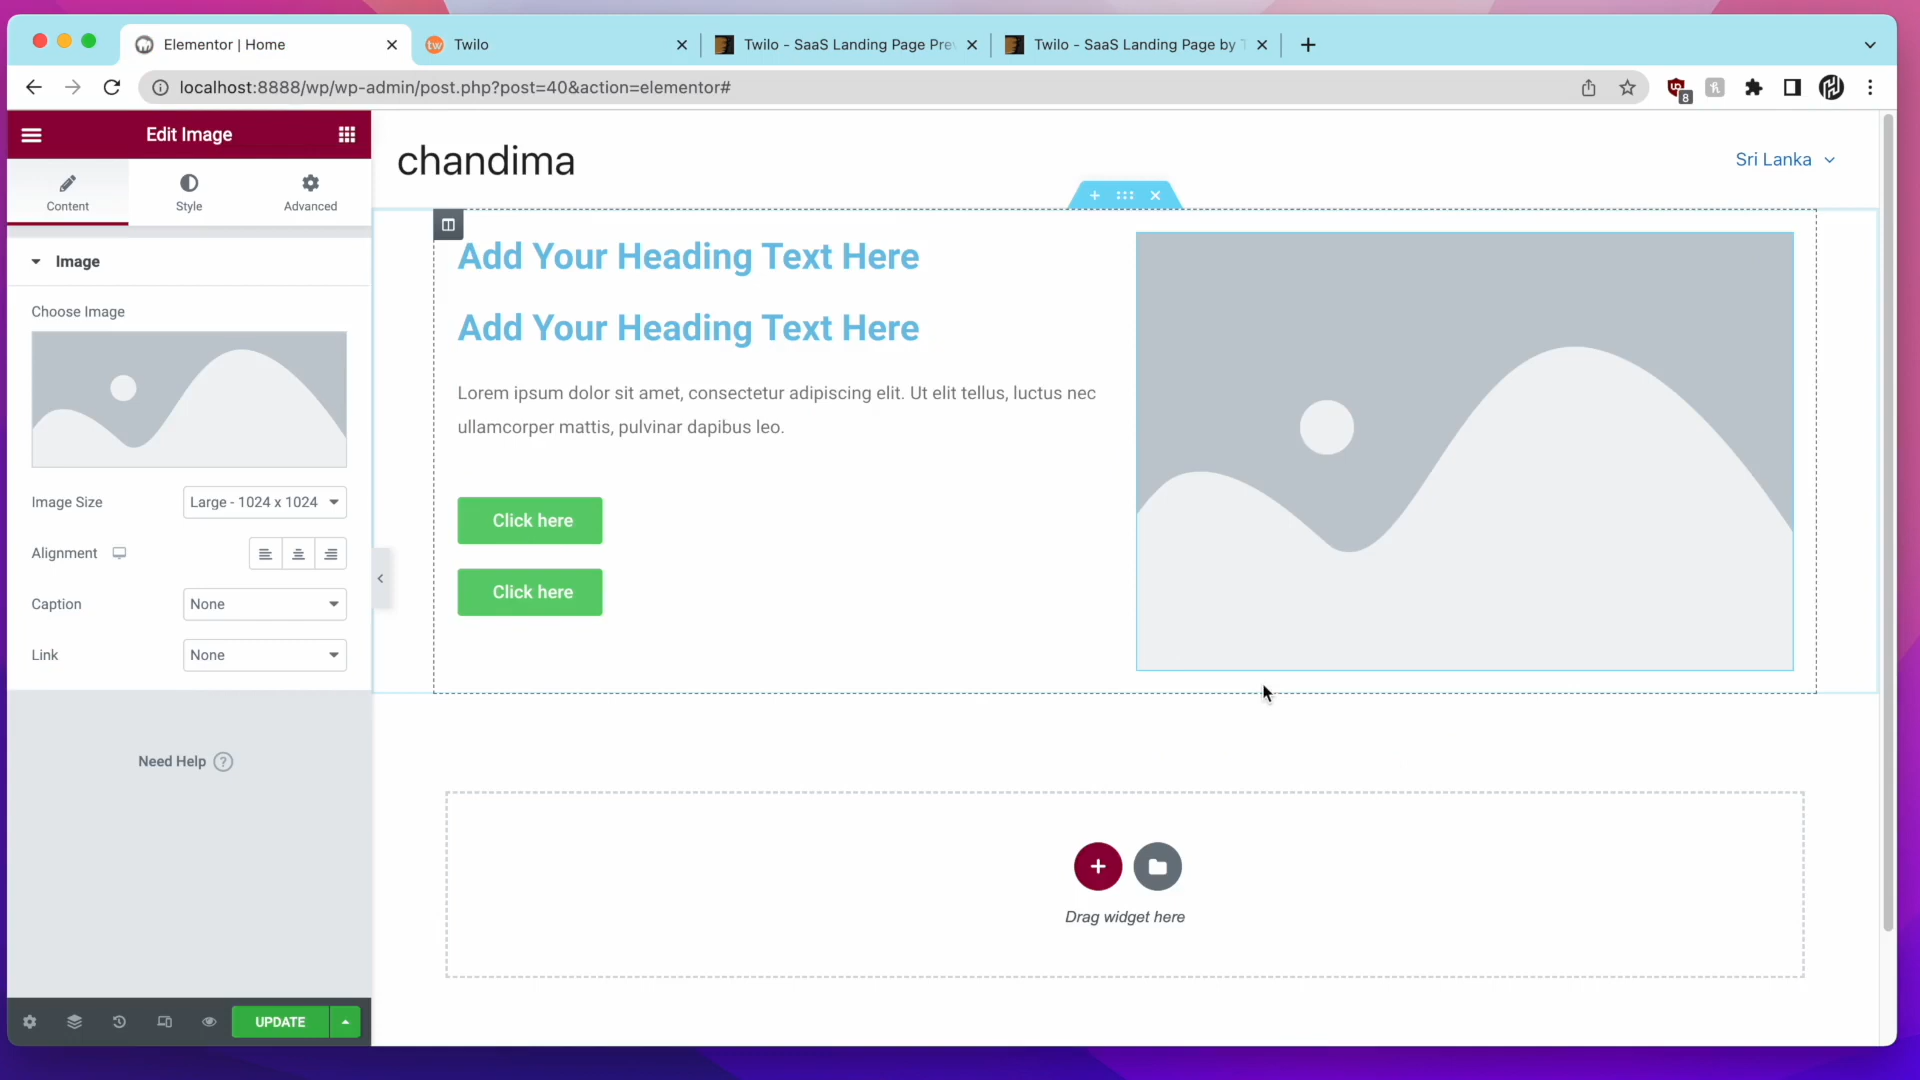 Elementor | Home
Twilo
Twilo - SaaS Landing Page Pre
Twilo - SaaS Landing Page by
localhost:8888/wp/wp-admin/post.php?post=40&action=elementor#
8
Edit Image
Content
Style
Advanced
Image
Choose Image
Image Size
Large - 1024 x 1024
Alignment
Caption
None
Link
None
Need Help ?
UPDATE
chandima
Sri Lanka
Add Your Heading Text Here
Add Your Heading Text Here
Lorem ipsum dolor sit amet, consectetur adipiscing elit. Ut elit tellus, luctus nec
ullamcorper mattis, pulvinar dapibus leo.
Click here
Click here
Drag widget here